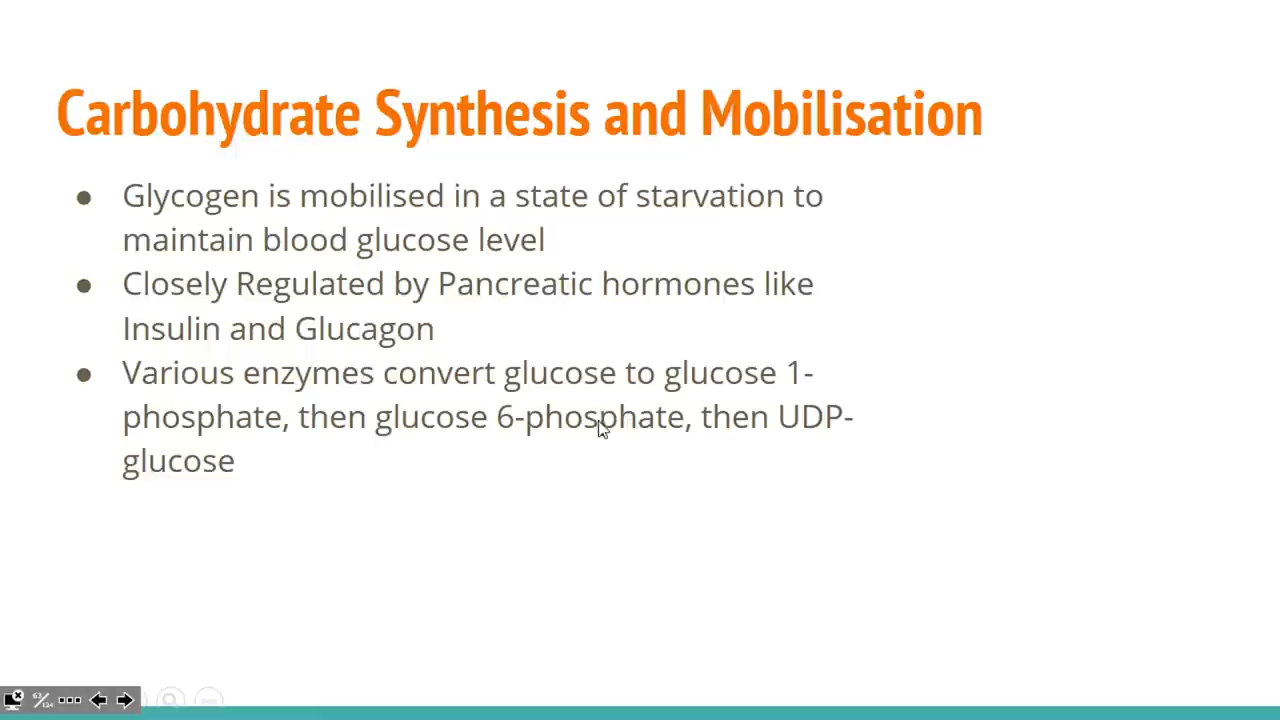 Carbohydrate Synthesis and Mobilisation
● Glycogen is mobilised in a state of starvation to
maintain blood glucose level
● Closely Regulated by Pancreatic hormones like
Insulin and Glucagon
● Various enzymes convert glucose to glucose 1-
phosphate, then glucose 6-phosphate, then UDP-
glucose
63/124